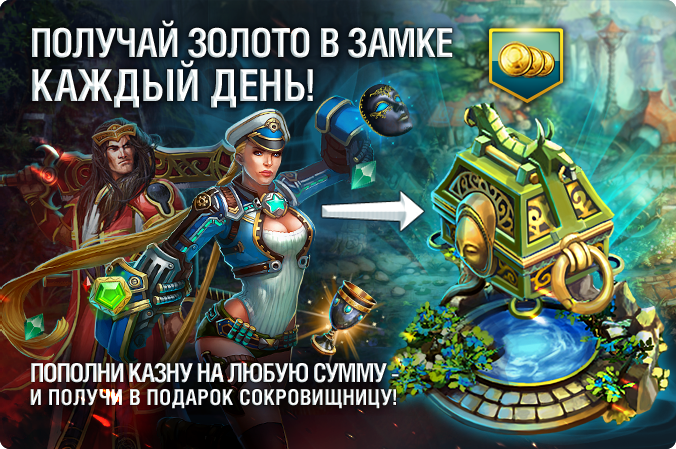 ПОЛУЧАЙ ЗОЛОТО В ЗАМКЕ
КАЖДЫЙ ДЕНЬ!
ПОПОЛНИ КАЗНУ НА ЛЮБУЮ СУММУ -
И ПОЛУЧИ В ПОДАРОК СОКРОВИЩНИЦУ!